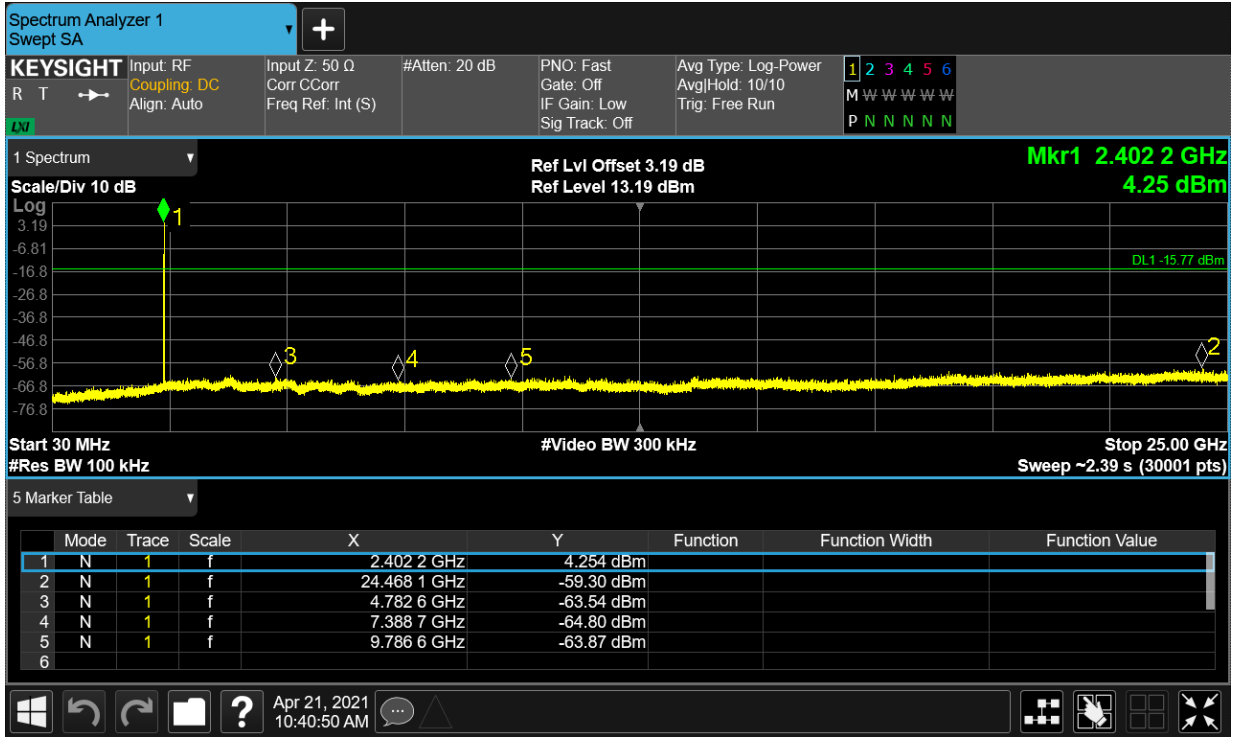 Spectrum Analyzer 1
Swept SA
KEYSIGHT
R T
LXI
Input: RF
Coupling: DC
Align: Auto
Input Z: 50 Ω
Corr CCorr
Freq Ref: Int (S)
#Atten: 20 dB
PNO: Fast
Gate: Off
IF Gain: Low
Sig Track: Off
Avg Type: Log-Power
Avg|Hold: 10/10
Trig: Free Run
1 2 3 4 5 6
M W W W W W
P N N N N N N
1 Spectrum
Scale/Div 10 dB
Ref Lvl Offset 3.19 dB
Ref Level 13.19 dBm
Mkr1 2.402 2 GHz
4.25 dBm
Log
3.19
-6.81
-16.8
-26.8
-36.8
-46.8
-56.8
-66.8
-76.8
1
DL1 -15.77 dBm
3
4
5
2
Start 30 MHz
#Video BW 300 kHz
Stop 25.00 GHz
#Res BW 100 kHz
Sweep ~2.39 s (30001 pts)
5 Marker Table
Mode Trace Scale X Y Function Function Width Function Value
1 N 1 f 2.402 2 GHz 4.254 dBm
2 N 1 f 24.468 1 GHz -59.30 dBm
3 N 1 f 4.782 6 GHz -63.54 dBm
4 N 1 f 7.388 7 GHz -64.80 dBm
5 N 1 f 9.786 6 GHz -63.87 dBm
6
?
Apr 21, 2021
10:40:50 AM